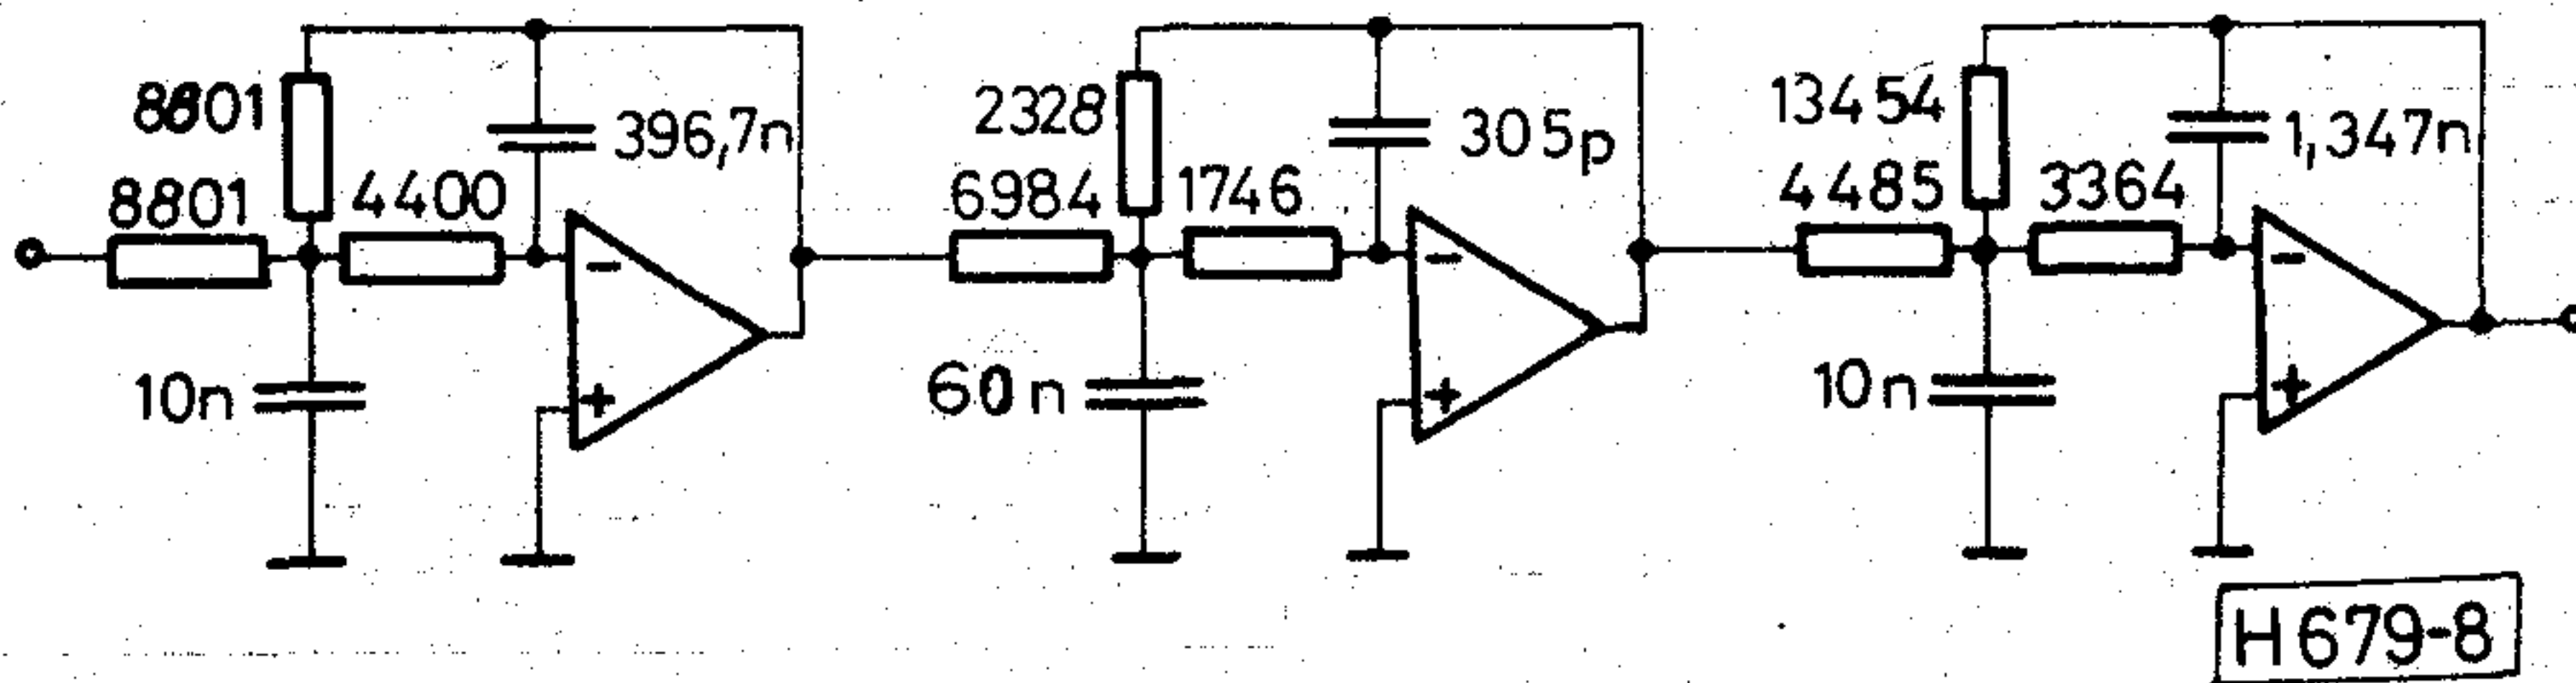 8801
396,7n
8801
4400
10n
-
+
2328
305p
6984
1746
60n
-
+
13454
1,347n
4485
3364
10n
-
+
H679-8